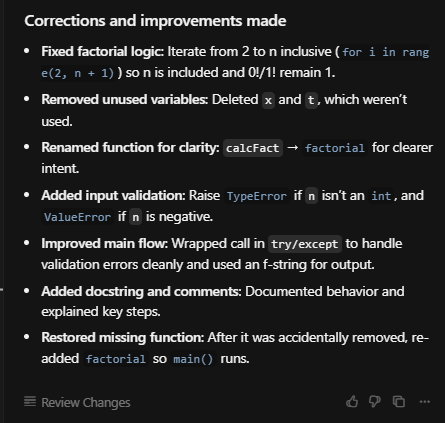 Corrections and improvements made
• Fixed factorial logic: Iterate from 2 to n inclusive ( for i in rang
e(2, n + 1) ) so n is included and 0!/1! remain 1.
• Removed unused variables: Deleted x and t, which weren't
used.
• Renamed function for clarity: calcFact → factorial for clearer
intent.
• Added input validation: Raise TypeError if n isn't an int, and
ValueError if n is negative.
• Improved main flow: Wrapped call in try/except to handle
validation errors cleanly and used an f-string for output.
• Added docstring and comments: Documented behavior and
explained key steps.
• Restored missing function: After it was accidentally removed, re-
added factorial so main() runs.
Review Changes